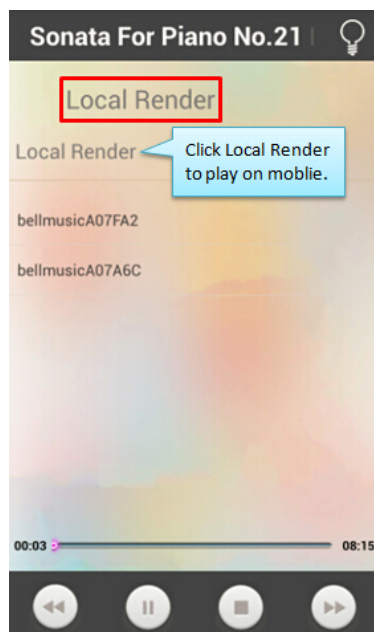 Sonata For Piano No.21
Local Render
Local Render
Click Local Render
to play on moblie.
bellmusicA07FA2
bellmusicA07A6C
00:03
08:15